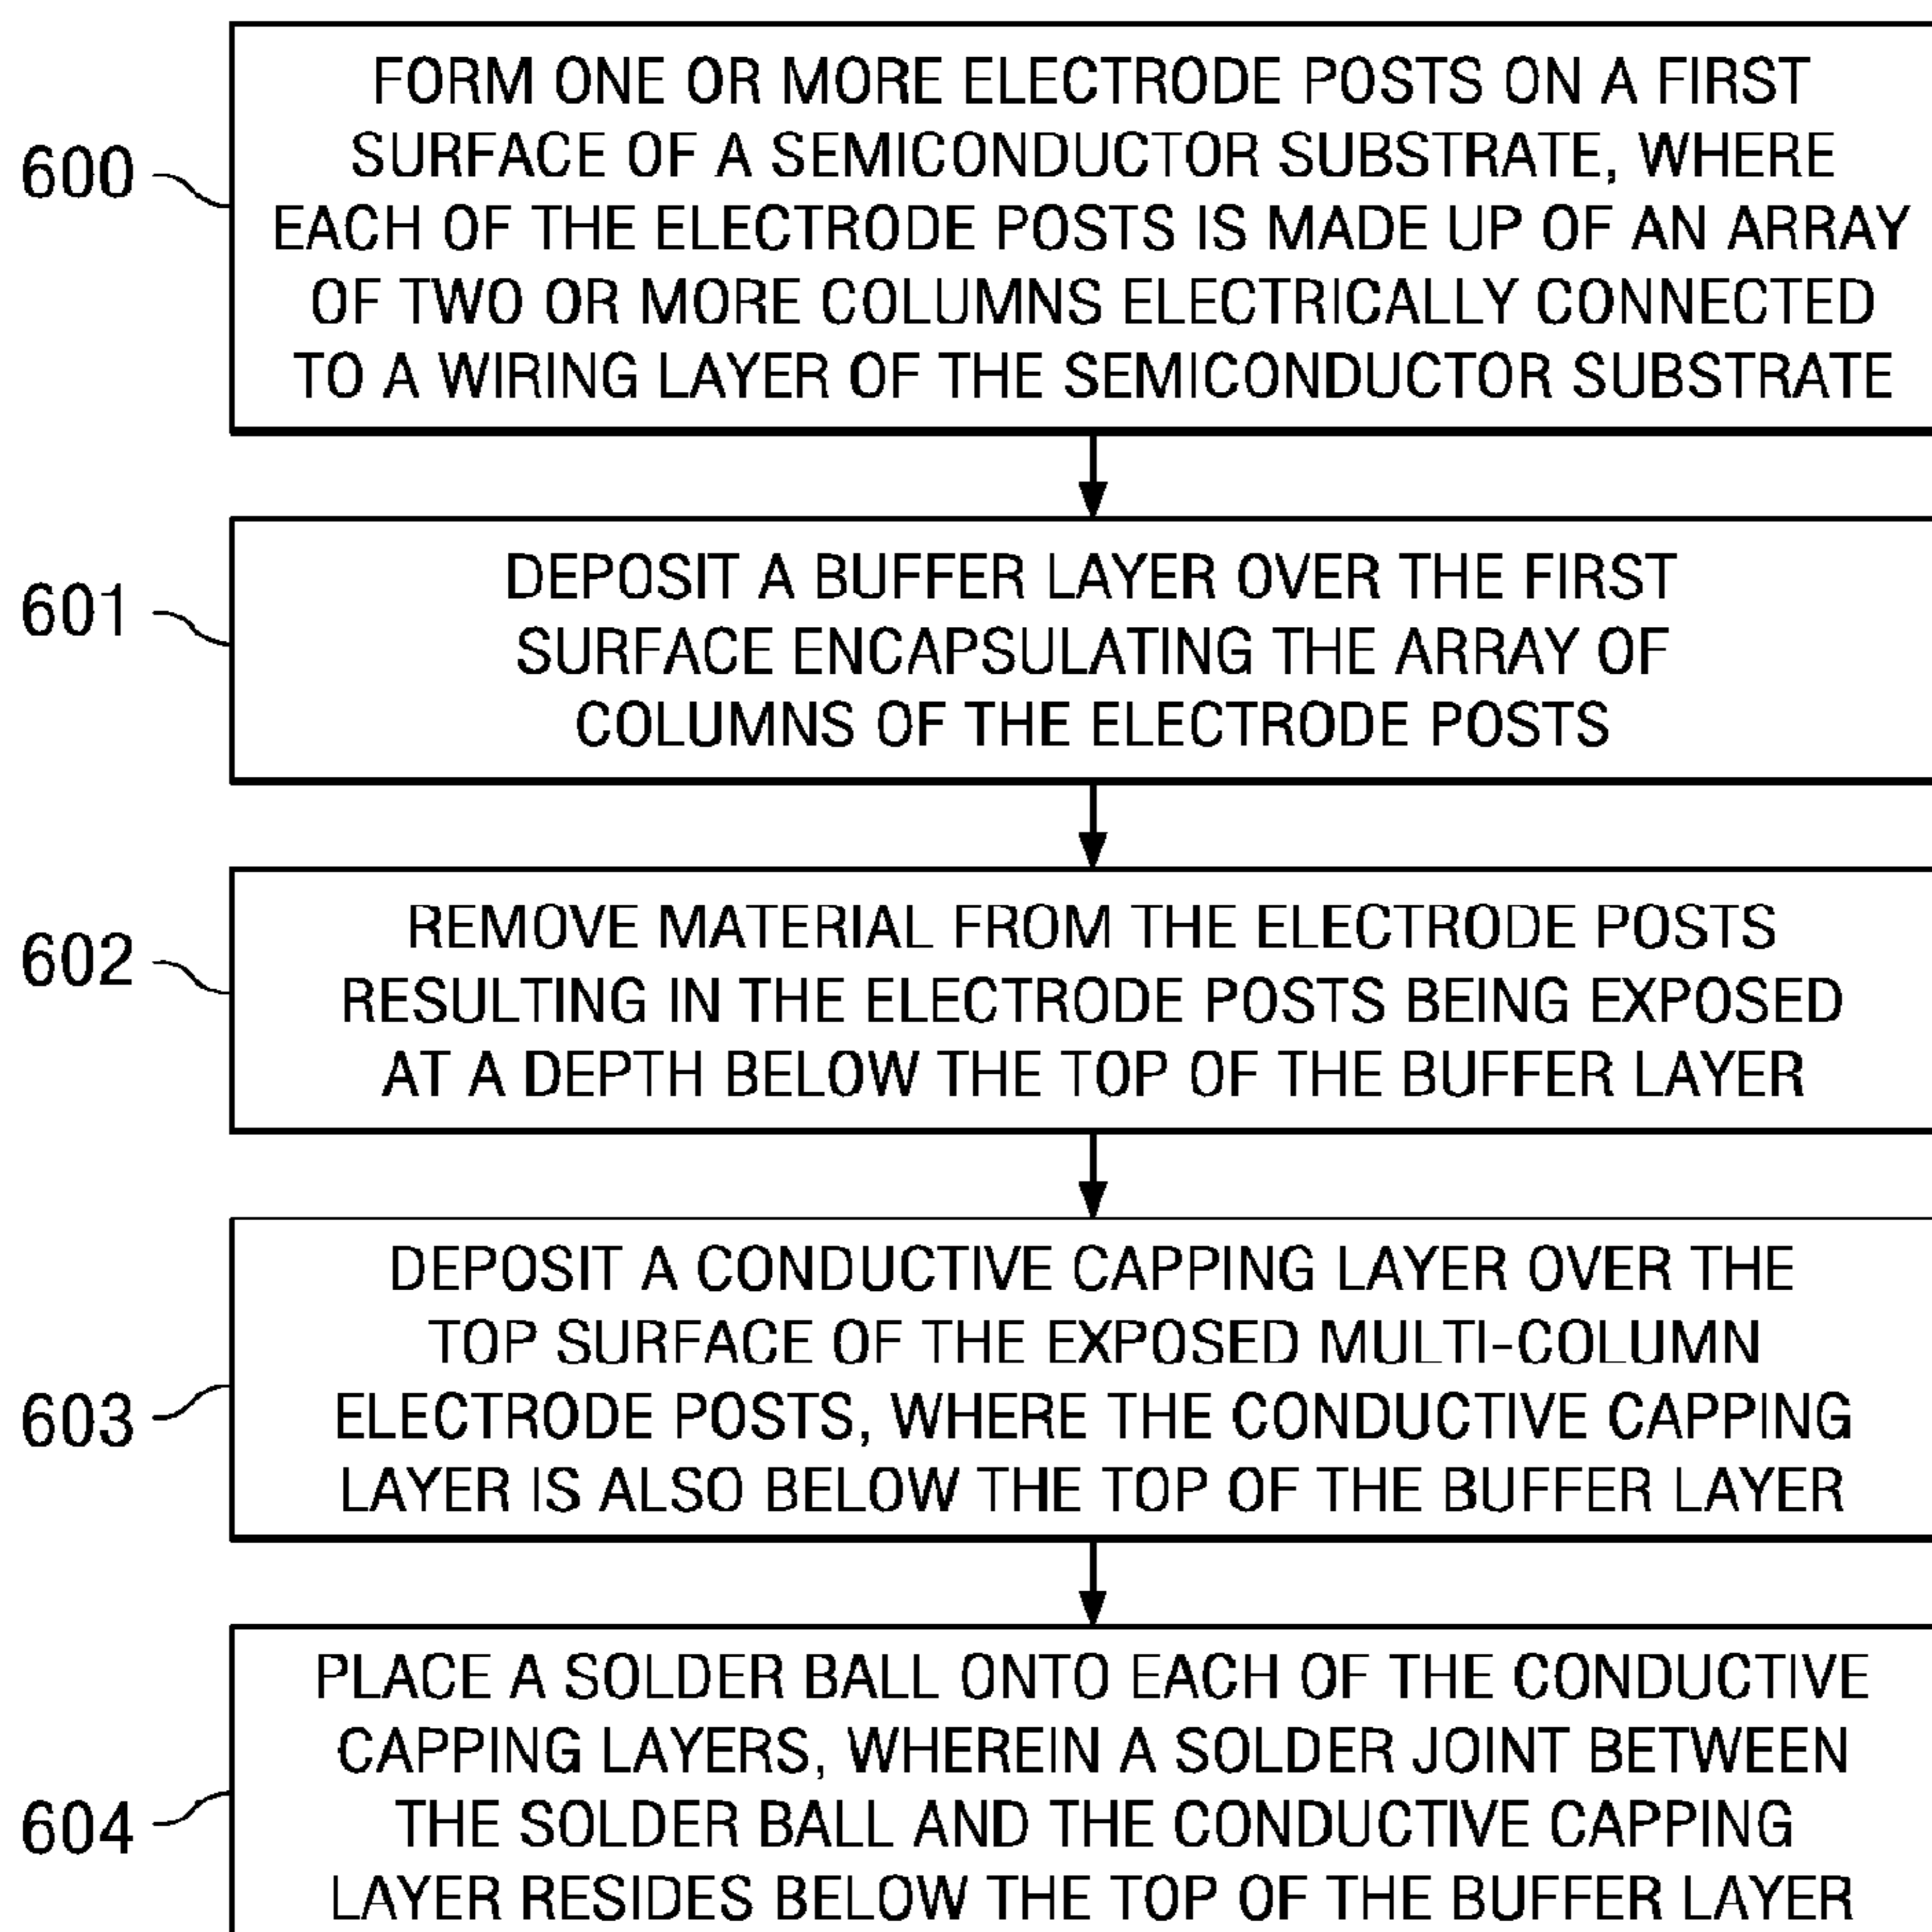 600
FORM ONE OR MORE ELECTRODE POSTS ON A FIRST
SURFACE OF A SEMICONDUCTOR SUBSTRATE, WHERE
EACH OF THE ELECTRODE POSTS IS MADE UP OF AN ARRAY
OF TWO OR MORE COLUMNS ELECTRICALLY CONNECTED
TO A WIRING LAYER OF THE SEMICONDUCTOR SUBSTRATE
601
DEPOSIT A BUFFER LAYER OVER THE FIRST
SURFACE ENCAPSULATING THE ARRAY OF
COLUMNS OF THE ELECTRODE POSTS
602
REMOVE MATERIAL FROM THE ELECTRODE POSTS
RESULTING IN THE ELECTRODE POSTS BEING EXPOSED
AT A DEPTH BELOW THE TOP OF THE BUFFER LAYER
603
DEPOSIT A CONDUCTIVE CAPPING LAYER OVER THE
TOP SURFACE OF THE EXPOSED MULTI-COLUMN
ELECTRODE POSTS, WHERE THE CONDUCTIVE CAPPING
LAYER IS ALSO BELOW THE TOP OF THE BUFFER LAYER
604
PLACE A SOLDER BALL ONTO EACH OF THE CONDUCTIVE
CAPPING LAYERS, WHEREIN A SOLDER JOINT BETWEEN
THE SOLDER BALL AND THE CONDUCTIVE CAPPING
LAYER RESIDES BELOW THE TOP OF THE BUFFER LAYER